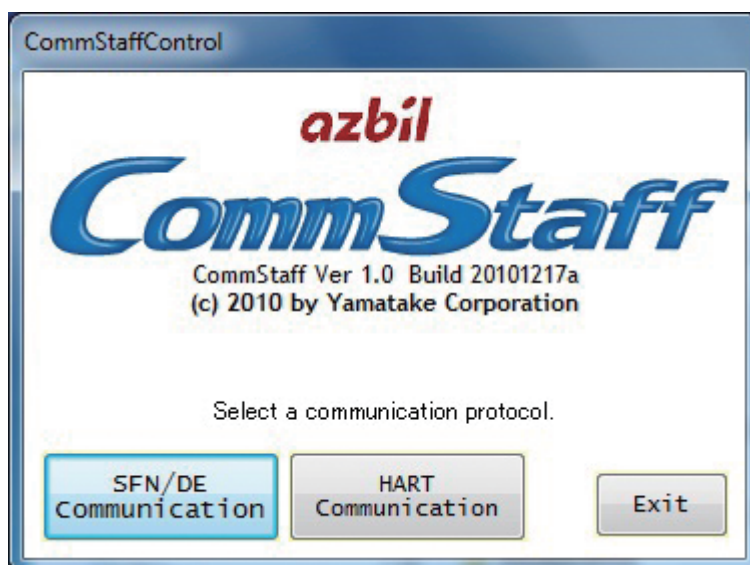 CommStaffControl
azbil
CommStaff
CommStaff Ver 1.0 Build 20101217a
(c) 2010 by Yamatake Corporation
Select a communication protocol.
SFN/DE
Communication
HART
Communication
Exit